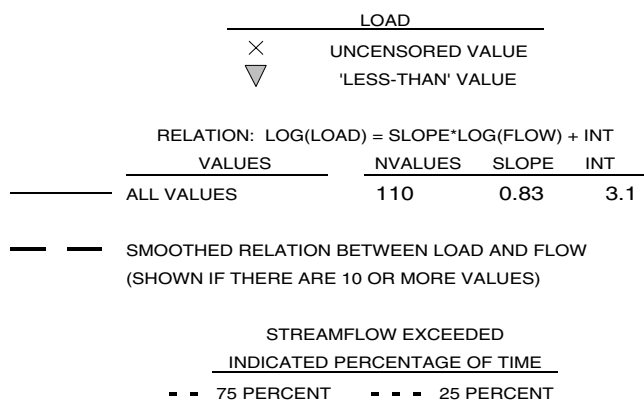 LOAD
UNCENSORED VALUE
'LESS-THAN' VALUE
RELATION: LOG(LOAD) = SLOPE*LOG(FLOW) + INT
VALUES NVALUES SLOPE INT
ALL VALUES 110 0.83 3.1
SMOOTHED RELATION BETWEEN LOAD AND FLOW
(SHOWN IF THERE ARE 10 OR MORE VALUES)
STREAMFLOW EXCEEDED
INDICATED PERCENTAGE OF TIME
75 PERCENT 25 PERCENT